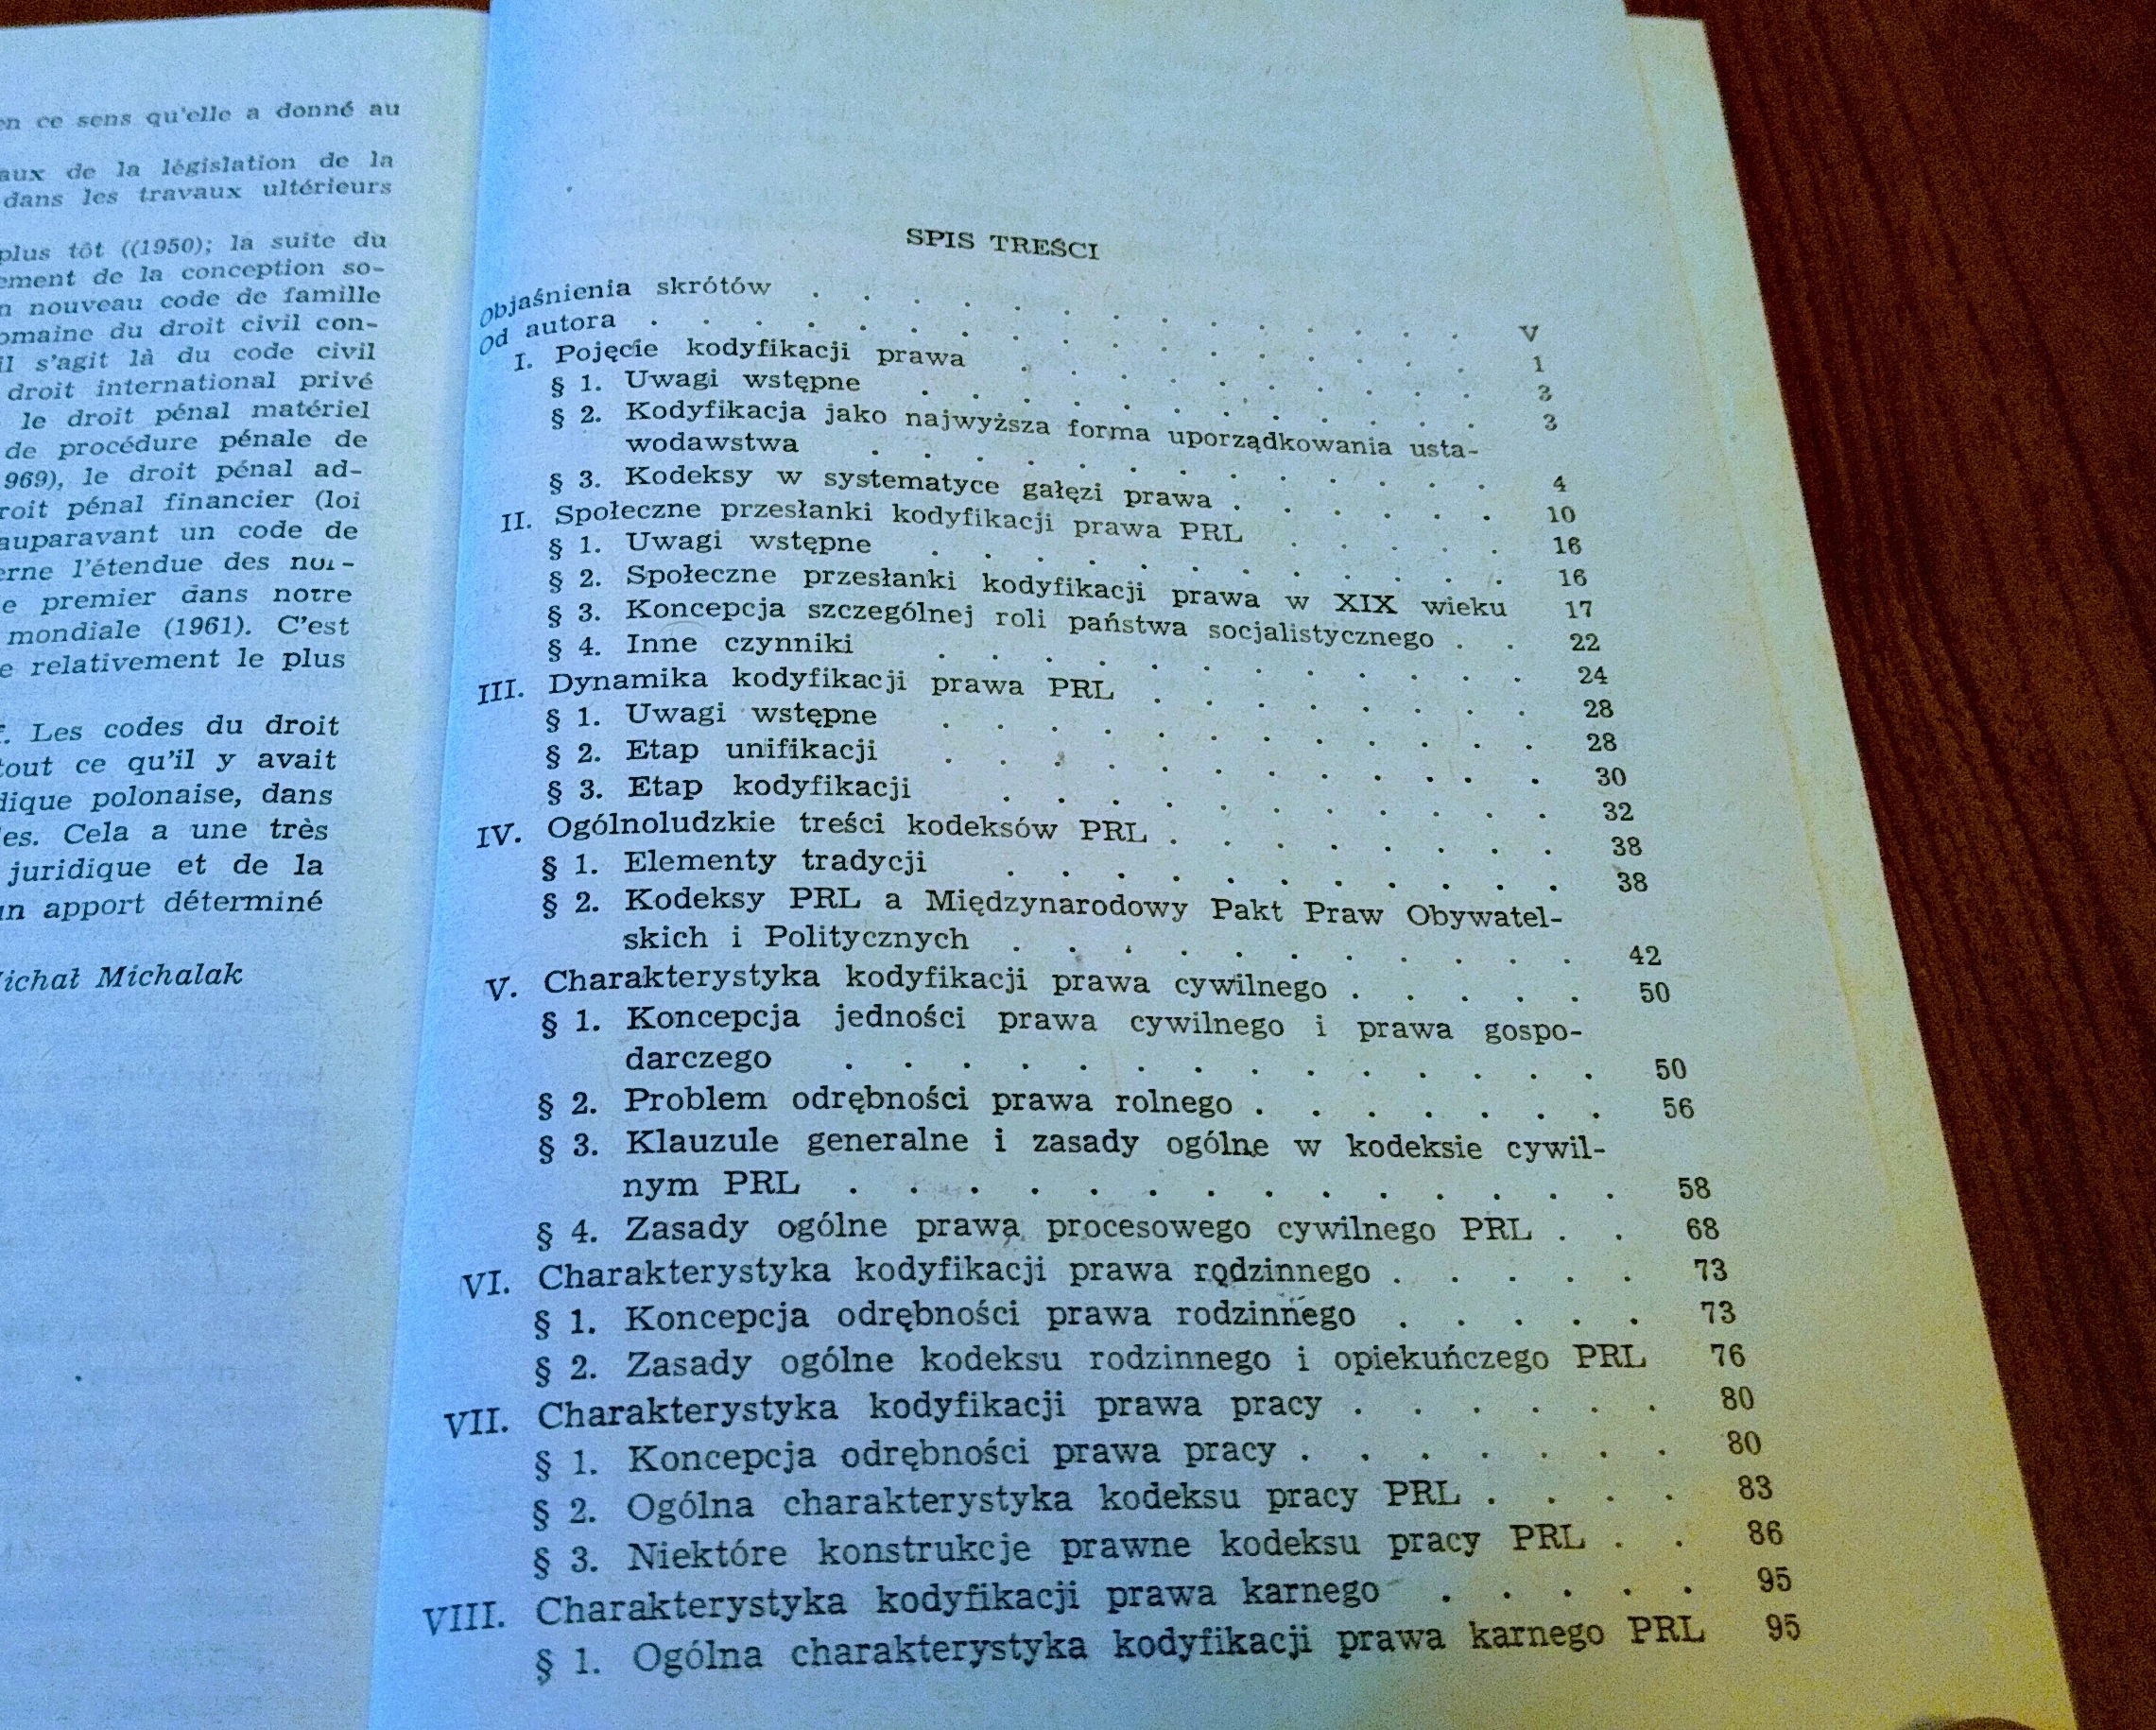 en ce sens qu'elle a donné au
aux de la législation de la
dans les travaux ultérieurs
plus tôt ((1950); la suite du
ement de la conception so-
n nouveau code de famille
omaine du droit civil con-
il s'agit là du code civil
droit international privé
le droit pénal matériel
de procédure pénale de
969), le droit pénal ad-
roit pénal financier (loi
auparavant un code de
erne l'étendue des
e premier dans notre
mondiale (1961). C'est
e relativement le plus
f. Les codes du droit
tout ce qu'il y avait
dique polonaise, dans
es. Cela a une très
juridique et de la
un apport déterminé
ichał Michalak
SPIS TREŚCI
Objaśnienia skrótów . . . . . . . . . . . . V
Od autora . . . . . . . . . . . . 1
I. Pojęcie kodyfikacji prawa . . . . . . . . . 3
§ 1. Uwagi wstępne . . . . . . . . . . . 3
§ 2. Kodyfikacja jako najwyższa forma uporządkowania usta-
wodawstwa . . . . . . . . . . . . 4
§ 3. Kodeksy w systematyce gałęzi prawa . . . . . . 10
II. Społeczne przesłanki kodyfikacji prawa PRL . . . . . 16
§ 1. Uwagi wstępne . . . . . . . . . . . 16
§ 2. Społeczne przesłanki kodyfikacji prawa w XIX wieku 17
§ 3. Koncepcja szczególnej roli państwa socjalistycznego . . 22
§ 4. Inne czynniki . . . . . . . . . . . 24
III. Dynamika kodyfikacji prawa PRL . . . . . . . . 28
§ 1. Uwagi wstępne . . . . . . . . . . . 28
§ 2. Etap unifikacji . . . . . . . . . . . 30
§ 3. Etap kodyfikacji . . . . . . . . . . 32
IV. Ogólnoludzkie treści kodeksów PRL . . . . . . . 38
§ 1. Elementy tradycji . . . . . . . . . . 38
§ 2. Kodeksy PRL a Międzynarodowy Pakt Praw Obywatel-
skich i Politycznych . . . . . . . . . . 42
V. Charakterystyka kodyfikacji prawa cywilnego . . . . . 50
§ 1. Koncepcja jedności prawa cywilnego i prawa gospo-
darczego . . . . . . . . . . . . . 50
§ 2. Problem odrębności prawa rolnego . . . . . . . 56
§ 3. Klauzule generalne i zasady ogólne w kodeksie cywil-
nym PRL . . . . . . . . . . . . . 58
§ 4. Zasady ogólne prawa procesowego cywilnego PRL . . 68
VI. Charakterystyka kodyfikacji prawa rodzinnego . . . . . 73
§ 1. Koncepcja odrębności prawa rodzinnego . . . . . 73
§ 2. Zasady ogólne kodeksu rodzinnego i opiekuńczego PRL 76
VII. Charakterystyka kodyfikacji prawa pracy . . . . . . 80
§ 1. Koncepcja odrębności prawa pracy . . . . . . . 80
§ 2. Ogólna charakterystyka kodeksu pracy PRL . . . . 83
§ 3. Niektóre konstrukcje prawne kodeksu pracy PRL . . 86
VIII. Charakterystyka kodyfikacji prawa karnego . . . . . 95
§ 1. Ogólna charakterystyka kodyfikacji prawa karnego PRL 95